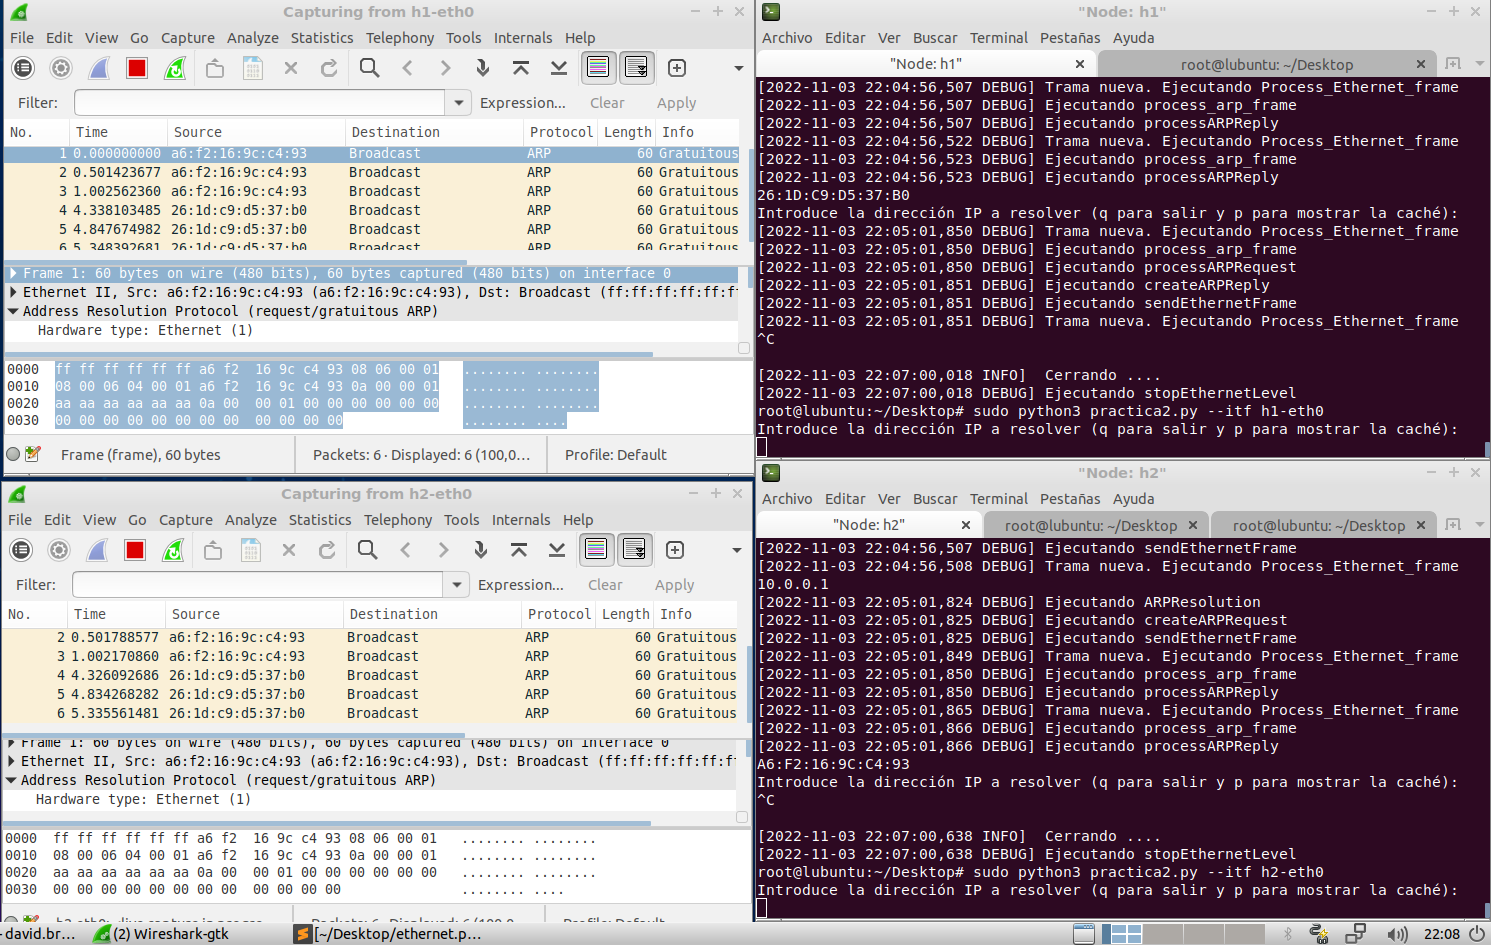 Capturing from h1-eth0
File Edit View Go Capture Analyze Statistics Telephony Tools Internals Help
Filter: Expression... Clear Apply
No. Time Source Destination Protocol Length Info
1 0.000000000 a6:f2:16:9c:c4:93 Broadcast ARP 60 Gratuitous
2 0.501423677 a6:f2:16:9c:c4:93 Broadcast ARP 60 Gratuitous
3 1.002562360 a6:f2:16:9c:c4:93 Broadcast ARP 60 Gratuitous
4 4.338103485 26:1d:c9:d5:37:b0 Broadcast ARP 60 Gratuitous
5 4.847674982 26:1d:c9:d5:37:b0 Broadcast ARP 60 Gratuitous
6 5.348392681 26:1d:c9:d5:37:b0 Broadcast ARP 60 Gratuitous
Frame 1: 60 bytes on wire (480 bits), 60 bytes captured (480 bits) on interface 0
Ethernet II, Src: a6:f2:16:9c:c4:93 (a6:f2:16:9c:c4:93), Dst: Broadcast (ff:ff:ff:ff:ff:f
Address Resolution Protocol (request/gratuitous ARP)
Hardware type: Ethernet (1)
0000 ff ff ff ff ff ff a6 f2 16 9c c4 93 08 06 00 01 ........ ........
0010 08 00 06 04 00 01 a6 f2 16 9c c4 93 0a 00 00 01 ........ ........
0020 aa aa aa aa aa aa 0a 00 00 01 00 00 00 00 00 00 ........ ........
0030 00 00 00 00 00 00 00 00 00 00 00 00 ........ ....
Frame (frame), 60 bytes Packets: 6 · Displayed: 6 (100,0... Profile: Default
"Node: h1"
Archivo Editar Ver Buscar Terminal Pestañas Ayuda
"Node: h1" root@lubuntu: ~/Desktop
[2022-11-03 22:04:56,507 DEBUG] Trama nueva. Ejecutando Process_Ethernet_frame
[2022-11-03 22:04:56,507 DEBUG] Ejecutando process_arp_frame
[2022-11-03 22:04:56,507 DEBUG] Ejecutando processARPReply
[2022-11-03 22:04:56,522 DEBUG] Trama nueva. Ejecutando Process_Ethernet_frame
[2022-11-03 22:04:56,523 DEBUG] Ejecutando process_arp_frame
[2022-11-03 22:04:56,523 DEBUG] Ejecutando processARPReply
26:1D:C9:D5:37:B0
Introduce la dirección IP a resolver (q para salir y p para mostrar la caché):
[2022-11-03 22:05:01,850 DEBUG] Trama nueva. Ejecutando Process_Ethernet_frame
[2022-11-03 22:05:01,850 DEBUG] Ejecutando process_arp_frame
[2022-11-03 22:05:01,850 DEBUG] Ejecutando processARPRequest
[2022-11-03 22:05:01,851 DEBUG] Ejecutando createARPReply
[2022-11-03 22:05:01,851 DEBUG] Ejecutando sendEthernetFrame
[2022-11-03 22:05:01,851 DEBUG] Trama nueva. Ejecutando Process_Ethernet_frame
^C
[2022-11-03 22:07:00,018 INFO] Cerrando ....
[2022-11-03 22:07:00,018 DEBUG] Ejecutando stopEthernetLevel
root@lubuntu:~/Desktop# sudo python3 practica2.py --itf h1-eth0
Introduce la dirección IP a resolver (q para salir y p para mostrar la caché):
Capturing from h2-eth0
File Edit View Go Capture Analyze Statistics Telephony Tools Internals Help
Filter: Expression... Clear Apply
No. Time Source Destination Protocol Length Info
2 0.501788577 a6:f2:16:9c:c4:93 Broadcast ARP 60 Gratuitous
3 1.002170860 a6:f2:16:9c:c4:93 Broadcast ARP 60 Gratuitous
4 4.326092686 26:1d:c9:d5:37:b0 Broadcast ARP 60 Gratuitous
5 4.834268282 26:1d:c9:d5:37:b0 Broadcast ARP 60 Gratuitous
6 5.335561481 26:1d:c9:d5:37:b0 Broadcast ARP 60 Gratuitous
Frame 1: 60 bytes on wire (480 bits), 60 bytes captured (480 bits) on interface 0
Ethernet II, Src: a6:f2:16:9c:c4:93 (a6:f2:16:9c:c4:93), Dst: Broadcast (ff:ff:ff:ff:ff:f
Address Resolution Protocol (request/gratuitous ARP)
Hardware type: Ethernet (1)
0000 ff ff ff ff ff ff a6 f2 16 9c c4 93 08 06 00 01 ........ ........
0010 08 00 06 04 00 01 a6 f2 16 9c c4 93 0a 00 00 01 ........ ........
0020 aa aa aa aa aa aa 0a 00 00 01 00 00 00 00 00 00 ........ ........
0030 00 00 00 00 00 00 00 00 00 00 00 00 ........ ....
Packets: 6 Displayed: 6 (100,0 Profile: Default
"Node: h2"
Archivo Editar Ver Buscar Terminal Pestañas Ayuda
"Node: h2" root@lubuntu: ~/Desktop root@lubuntu: ~/Desktop
[2022-11-03 22:04:56,507 DEBUG] Ejecutando sendEthernetFrame
[2022-11-03 22:04:56,508 DEBUG] Trama nueva. Ejecutando Process_Ethernet_frame
10.0.0.1
[2022-11-03 22:05:01,824 DEBUG] Ejecutando ARPResolution
[2022-11-03 22:05:01,825 DEBUG] Ejecutando createARPRequest
[2022-11-03 22:05:01,825 DEBUG] Ejecutando sendEthernetFrame
[2022-11-03 22:05:01,849 DEBUG] Trama nueva. Ejecutando Process_Ethernet_frame
[2022-11-03 22:05:01,850 DEBUG] Ejecutando process_arp_frame
[2022-11-03 22:05:01,850 DEBUG] Ejecutando processARPReply
[2022-11-03 22:05:01,865 DEBUG] Trama nueva. Ejecutando Process_Ethernet_frame
[2022-11-03 22:05:01,866 DEBUG] Ejecutando process_arp_frame
[2022-11-03 22:05:01,866 DEBUG] Ejecutando processARPReply
A6:F2:16:9C:C4:93
Introduce la dirección IP a resolver (q para salir y p para mostrar la caché):
^C
[2022-11-03 22:07:00,638 INFO] Cerrando ....
[2022-11-03 22:07:00,638 DEBUG] Ejecutando stopEthernetLevel
root@lubuntu:~/Desktop# sudo python3 practica2.py --itf h2-eth0
Introduce la dirección IP a resolver (q para salir y p para mostrar la caché):
- david.br... (2) Wireshark-gtk [~/Desktop/ethernet.p... 22:08